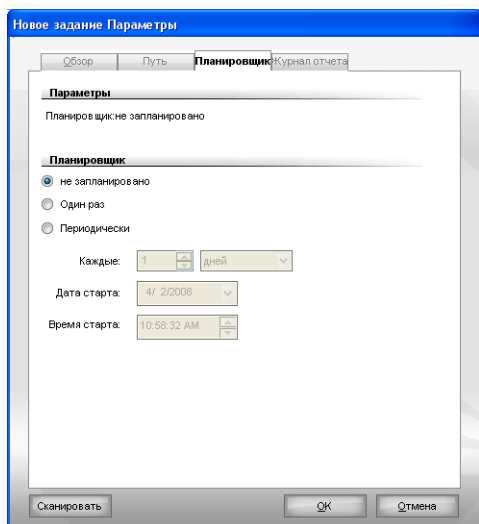 Новое задание Параметры
Обзор Путь Планировщик Журнал отчета
Параметры
Планировщик:не запланировано
Планировщик
не запланировано
Один раз
Периодически
Каждые: 1 дней
Дата старта: 4/ 2/2008
Время старта: 10:58:32 AM
Сканировать OK Отмена